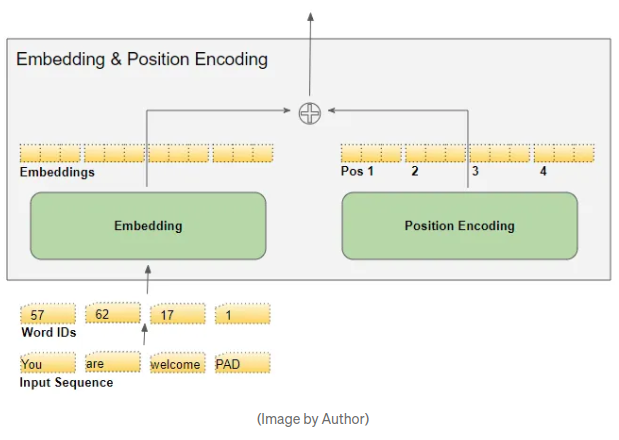 Embedding & Position Encoding
Embeddings
Pos 1 2 3 4
Embedding
Position Encoding
57 62 17 1
Word IDs
You are welcome PAD
Input Sequence
(Image by Author)